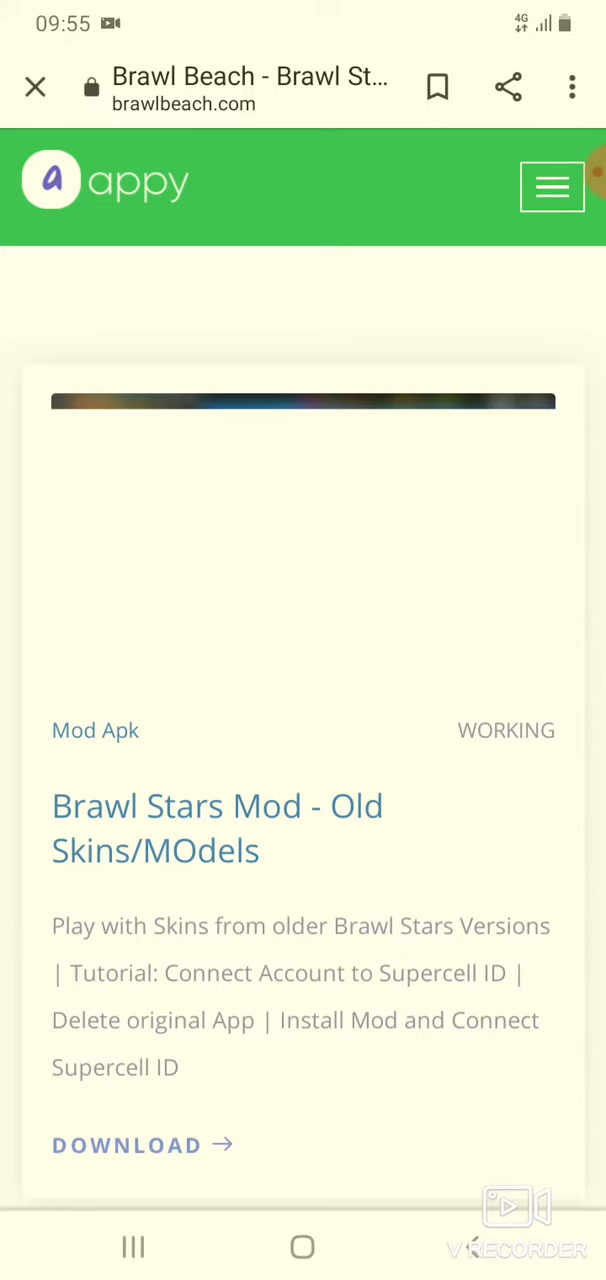 09:55
4G
Brawl Beach - Brawl St...
brawlbeach.com
a appy
Mod Apk
WORKING
Brawl Stars Mod - Old
Skins/MOdels
Play with Skins from older Brawl Stars Versions
| Tutorial: Connect Account to Supercell ID |
Delete original App | Install Mod and Connect
Supercell ID
DOWNLOAD →
V RECORDER